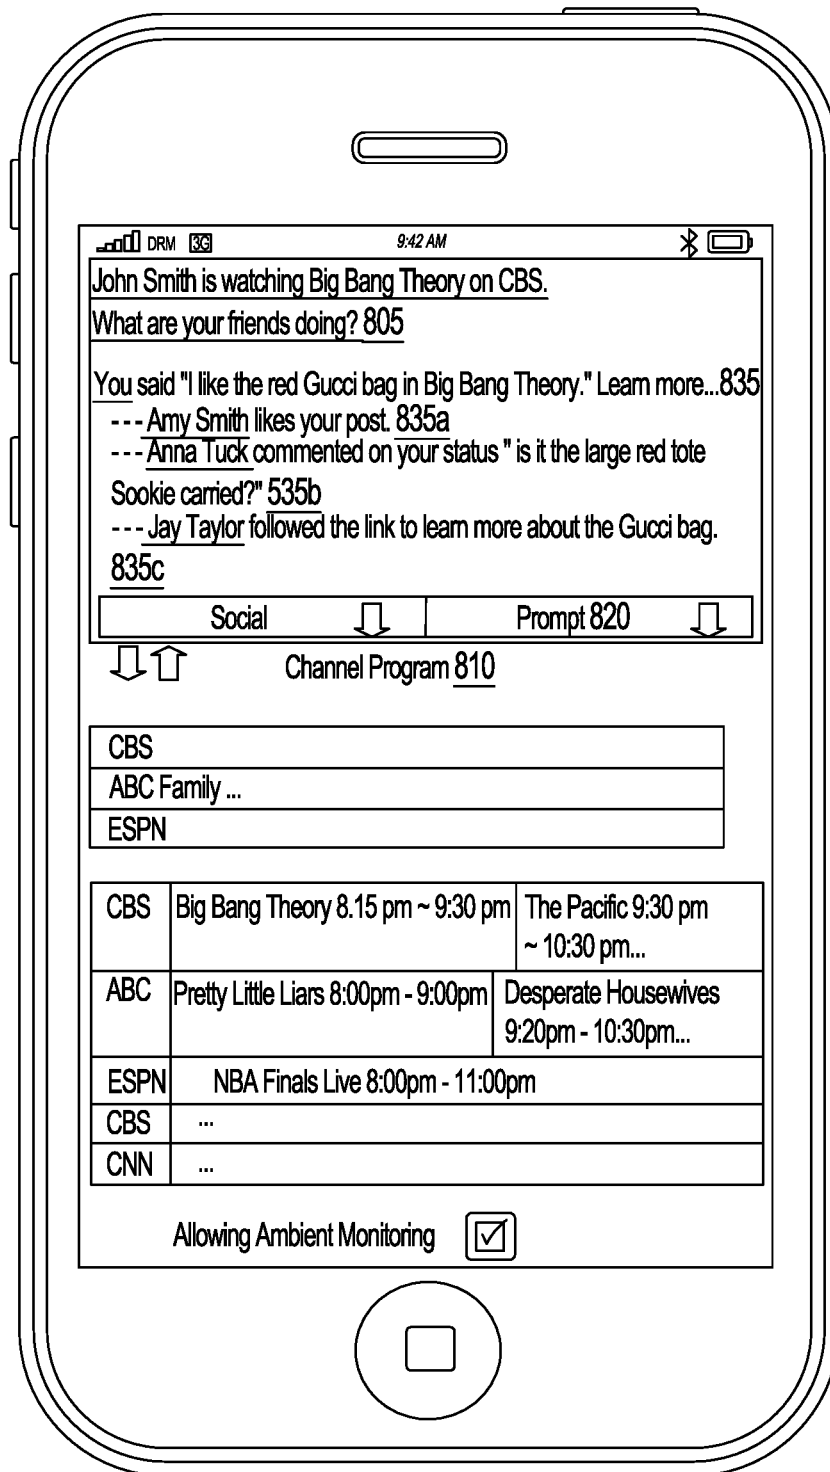 DRM 3G 9:42 AM
John Smith is watching Big Bang Theory on CBS.
What are your friends doing? 805
You said "I like the red Gucci bag in Big Bang Theory." Learn more...835
--- Amy Smith likes your post. 835a
--- Anna Tuck commented on your status " is it the large red tote
Sookie carried?" 535b
--- Jay Taylor followed the link to learn more about the Gucci bag.
835c
Social Prompt 820
Channel Program 810
CBS
ABC Family ...
ESPN
CBS Big Bang Theory 8.15 pm ~ 9:30 pm The Pacific 9:30 pm
~ 10:30 pm...
ABC Pretty Little Liars 8:00pm - 9:00pm Desperate Housewives
9:20pm - 10:30pm...
ESPN NBA Finals Live 8:00pm - 11:00pm
CBS ...
CNN ...
Allowing Ambient Monitoring